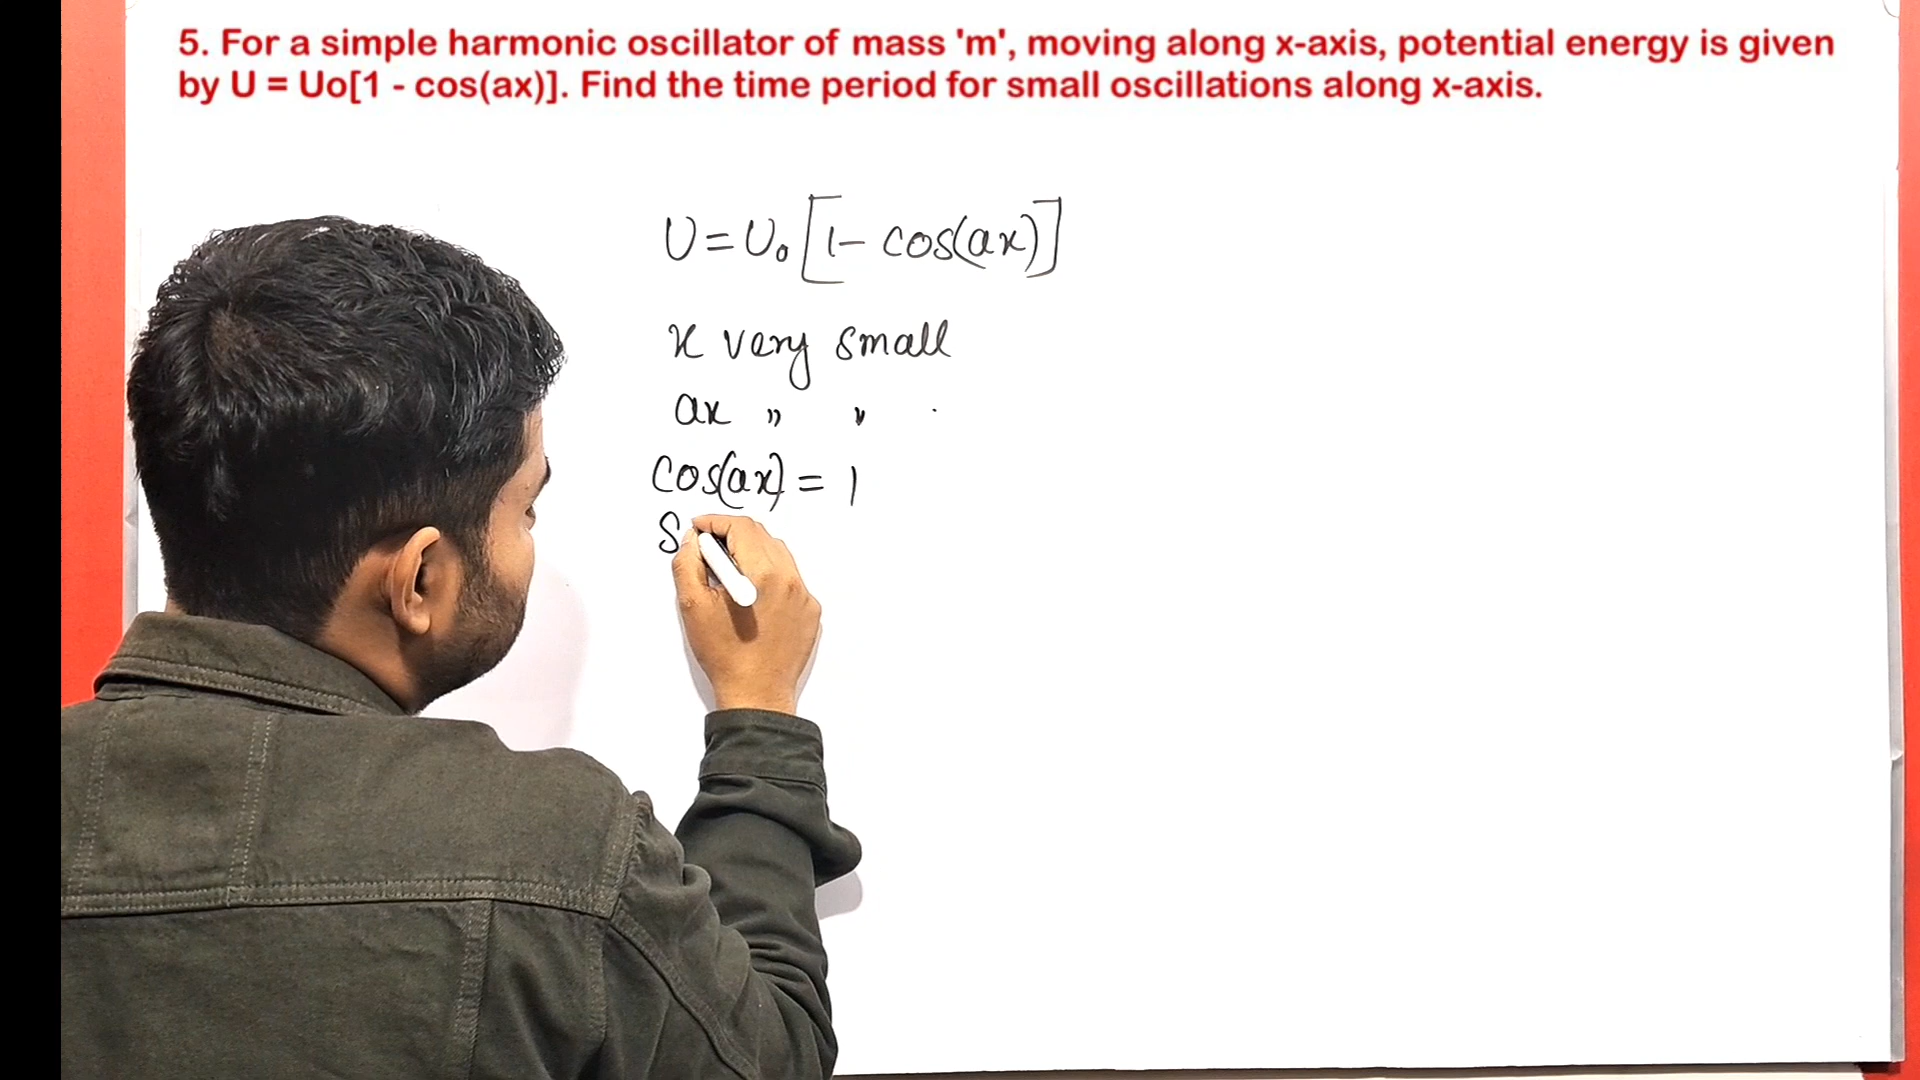 5. For a simple harmonic oscillator of mass 'm', moving along x-axis, potential energy is given
by U = Uo[1 - cos(ax)]. Find the time period for small oscillations along x-axis.
U = U₀[1 - cos(ax)]
x very small
ax " "
cos(ax) = 1
S